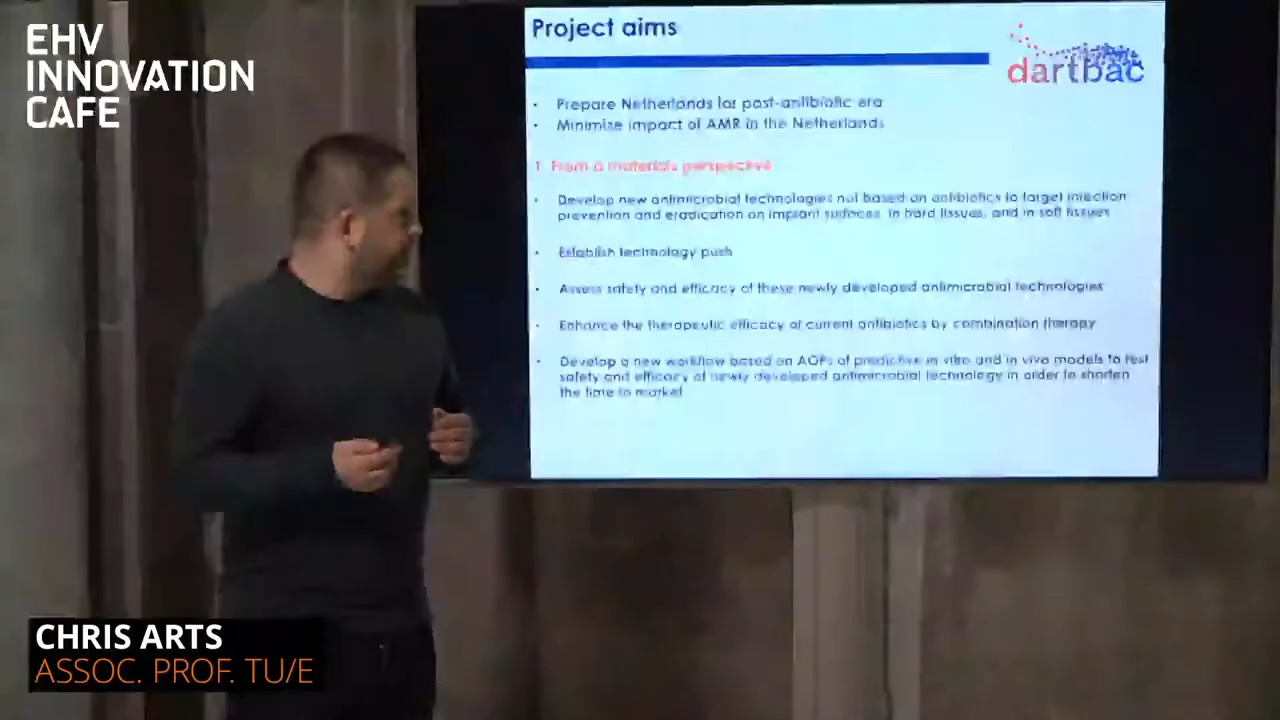 EHV
INNOVATION
CAFE
Project aims
dartbac
• Prepare Netherlands for post-antibiotic era
• Minimise impact of AMR in the Netherlands
1. From a materials perspective
• Develop new antimicrobial technologies not based on antibiotics to target infection
prevention and eradication on implant surfaces, in hard tissues, and in soft tissues
• Establish technology push
• Assess safety and efficacy of these newly developed antimicrobial technologies
• Enhance the therapeutic efficacy of current antibiotics by combination therapy
• Develop a new workflow based on AOPs of predictive in vitro and in vivo models to test
safety and efficacy of newly developed antimicrobial technology in order to shorten
the time to market
CHRIS ARTS
ASSOC. PROF. TU/E